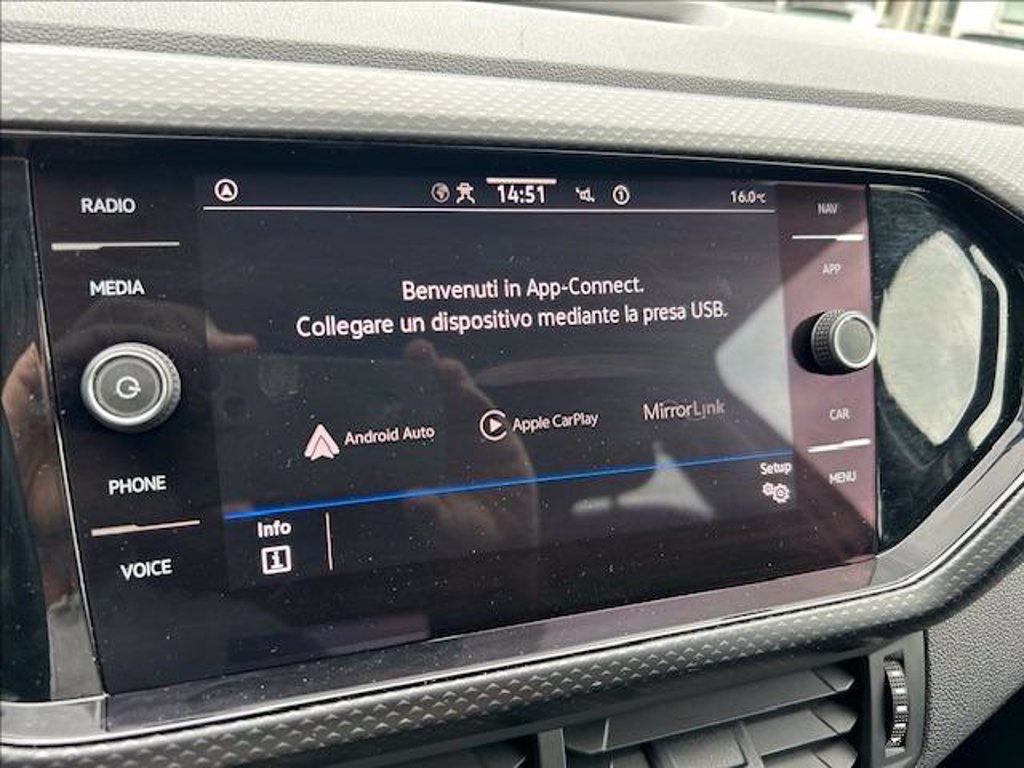 RADIO
MEDIA
PHONE
VOICE
14:51
1
16.0°C
Benvenuti in App-Connect.
Collegare un dispositivo mediante la presa USB.
Android Auto
Apple CarPlay
MirrorLink
Setup
Info
NAV
APP
CAR
MENU